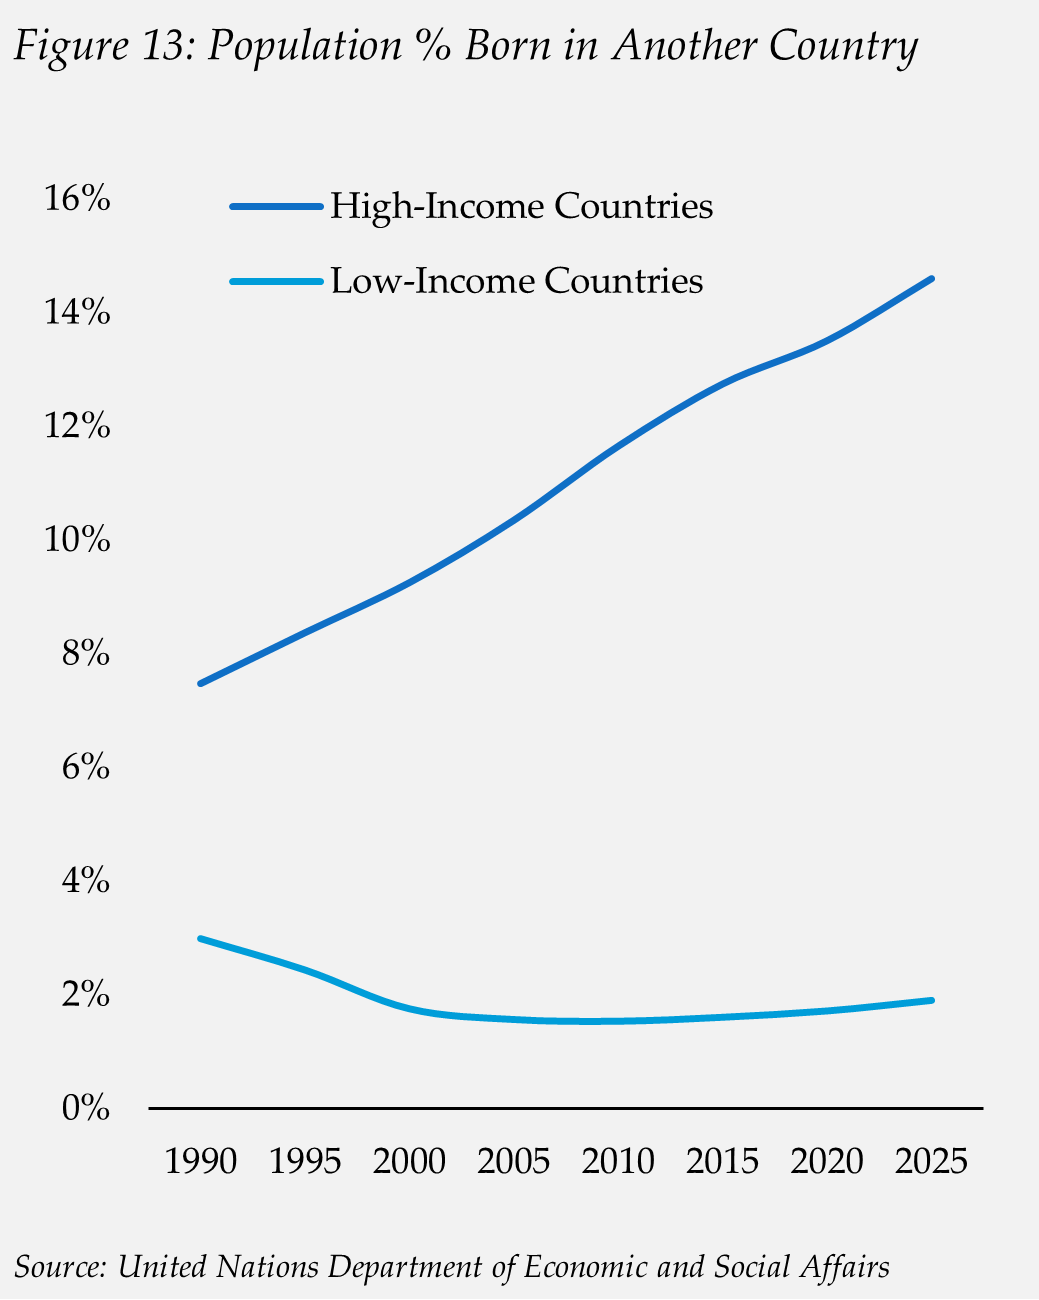 Figure 13: Population % Born in Another Country
16%
High-Income Countries
Low-Income Countries
14%
12%
10%
8%
6%
4%
2%
0%
1990 1995 2000 2005 2010 2015 2020 2025
Source: United Nations Department of Economic and Social Affairs